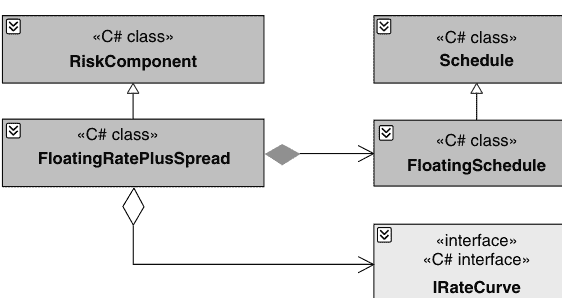 «C# class»
RiskComponent
«C# class»
Schedule
«C# class»
FloatingRatePlusSpread
«C# class»
FloatingSchedule
«interface»
«C# interface»
IRateCurve